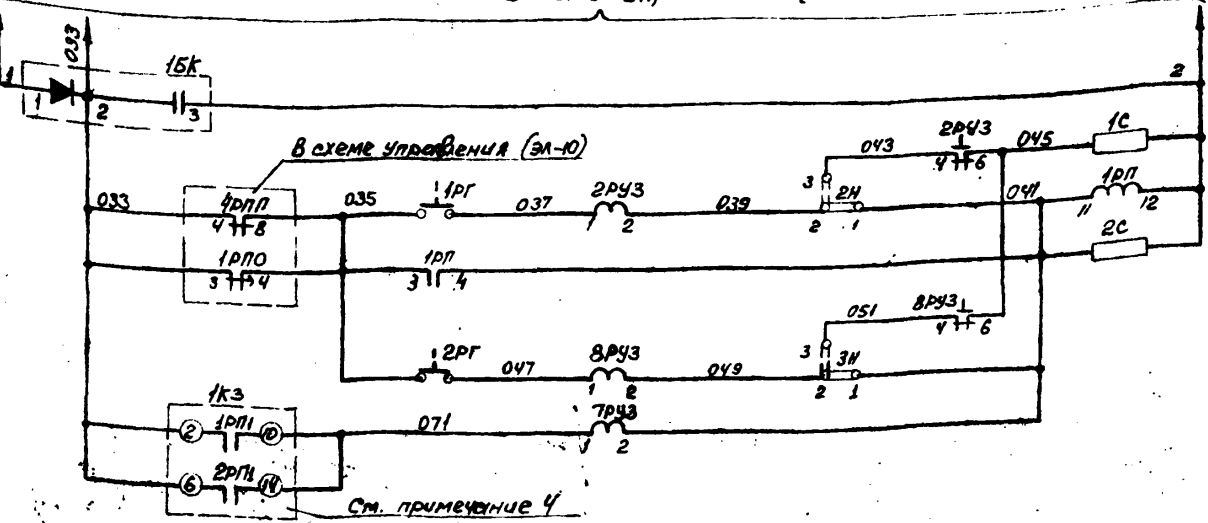 033
1БК
1
1
2
3
2
В схеме управления (ЭЛ-10)
043
2РУЗ
4 6
045
1С
033
4РПП
4 8
035
1РГ
037
2РУЗ
1 2
039
3
2Н
2 1
041
1РП
11 12
1РПО
3 4
1РП
3 4
2С
051
8РУЗ
4 6
2РГ
047
8РУЗ
1 2
049
3
3Н
2 1
1КЗ
2 1РП1 10
071
7РУЗ
1 2
6 2РП1 14
См. примечание 4